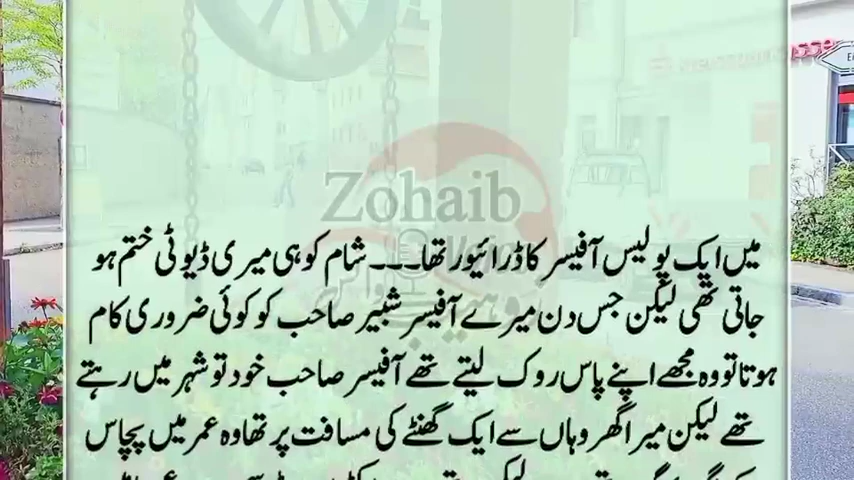 Zohaib
Voice
زوہیب وائس
میں ایک پولیس آفیسر کا ڈرائیور تھا۔۔۔ شام کو ہی میری ڈیوٹی ختم ہو
جاتی تھی لیکن جس دن میرے آفیسر شبیر صاحب کو کوئی ضروری کام
ہوتا تو وہ مجھے اپنے پاس روک لیتے تھے آفیسر صاحب خود تو شہر میں رہتے
تھے لیکن میرا گھر وہاں سے ایک گھنٹے کی مسافت پر تھا وہ عمر میں پچاس